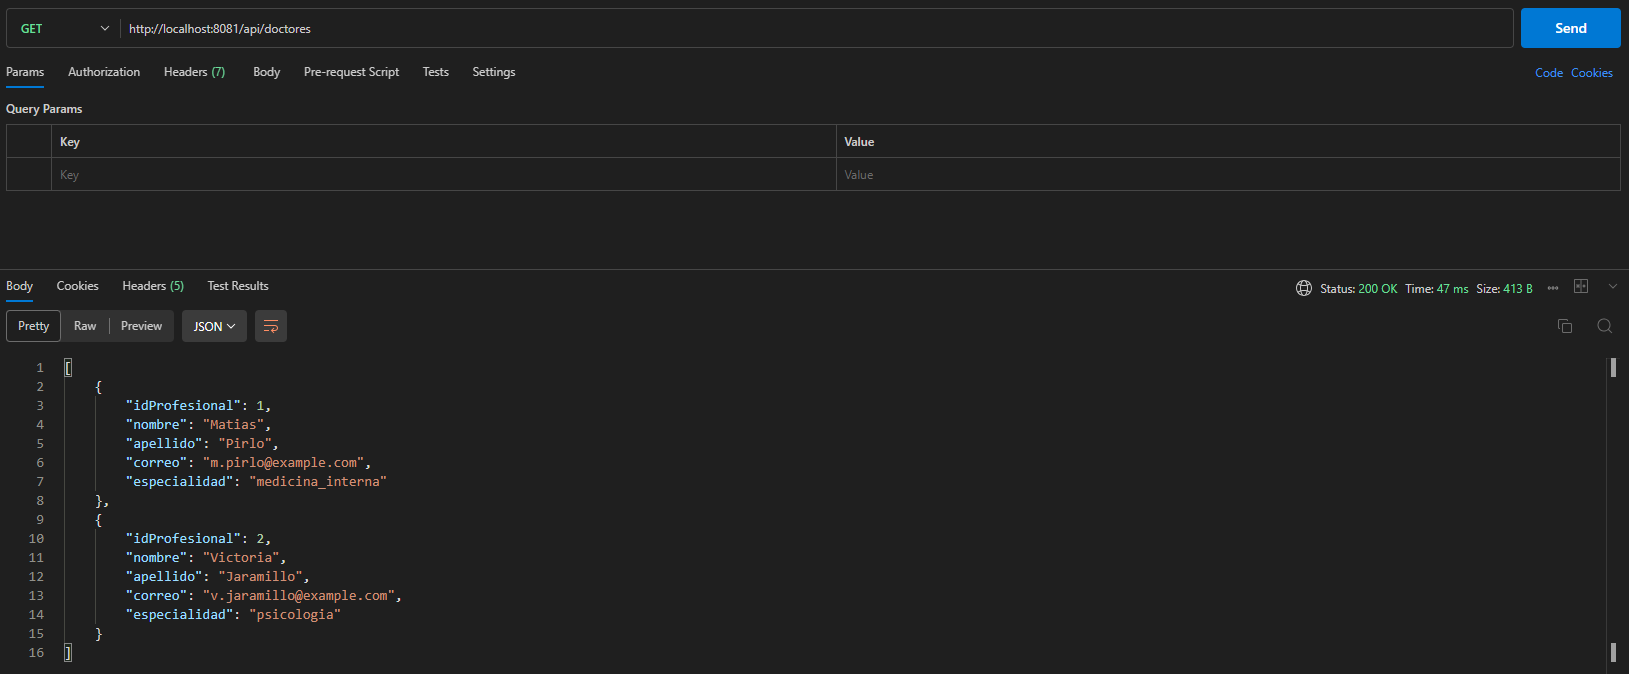 GET http://localhost:8081/api/doctores Send
Params Authorization Headers (7) Body Pre-request Script Tests Settings Code Cookies
Query Params
Key Value
Key Value
Body Cookies Headers (5) Test Results Status: 200 OK Time: 47 ms Size: 413 B
Pretty Raw Preview JSON
1 [
2 {
3 "idProfesional": 1,
4 "nombre": "Matias",
5 "apellido": "Pirlo",
6 "correo": "m.pirlo@example.com",
7 "especialidad": "medicina_interna"
8 },
9 {
10 "idProfesional": 2,
11 "nombre": "Victoria",
12 "apellido": "Jaramillo",
13 "correo": "v.jaramillo@example.com",
14 "especialidad": "psicologia"
15 }
16 ]